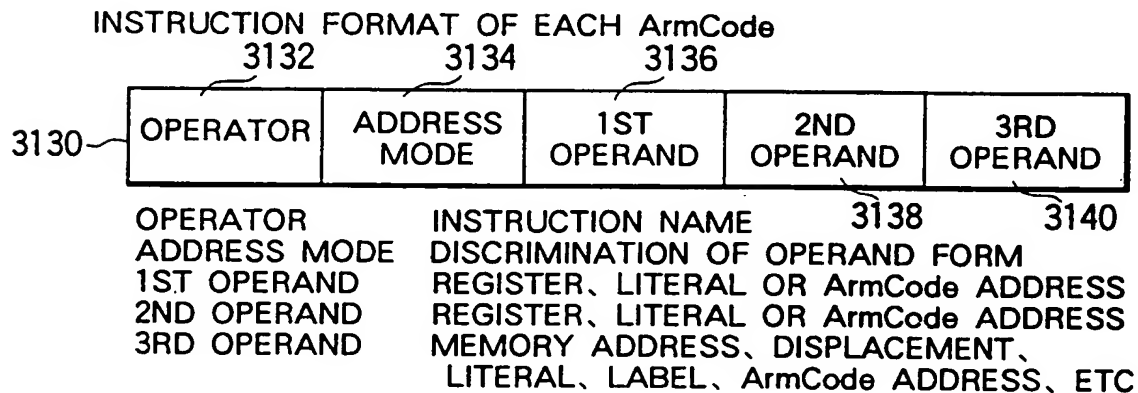 INSTRUCTION FORMAT OF EACH ArmCode
3132 3134 3136
3130 OPERATOR ADDRESS MODE 1ST OPERAND 2ND OPERAND 3RD OPERAND
3138 3140
OPERATOR INSTRUCTION NAME
ADDRESS MODE DISCRIMINATION OF OPERAND FORM
1ST OPERAND REGISTER、LITERAL OR ArmCode ADDRESS
2ND OPERAND REGISTER、LITERAL OR ArmCode ADDRESS
3RD OPERAND MEMORY ADDRESS、DISPLACEMENT、
LITERAL、LABEL、ArmCode ADDRESS、ETC